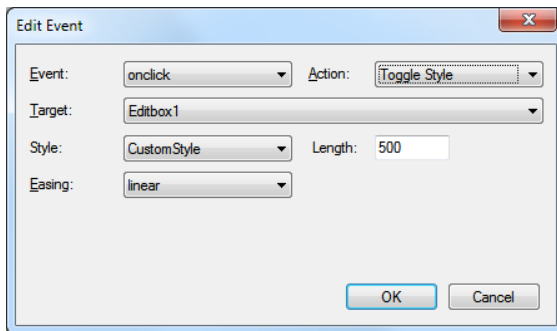 Edit Event
Event: onclick Action: Toggle Style
Target: Editbox1
Style: CustomStyle Length: 500
Easing: linear
OK Cancel